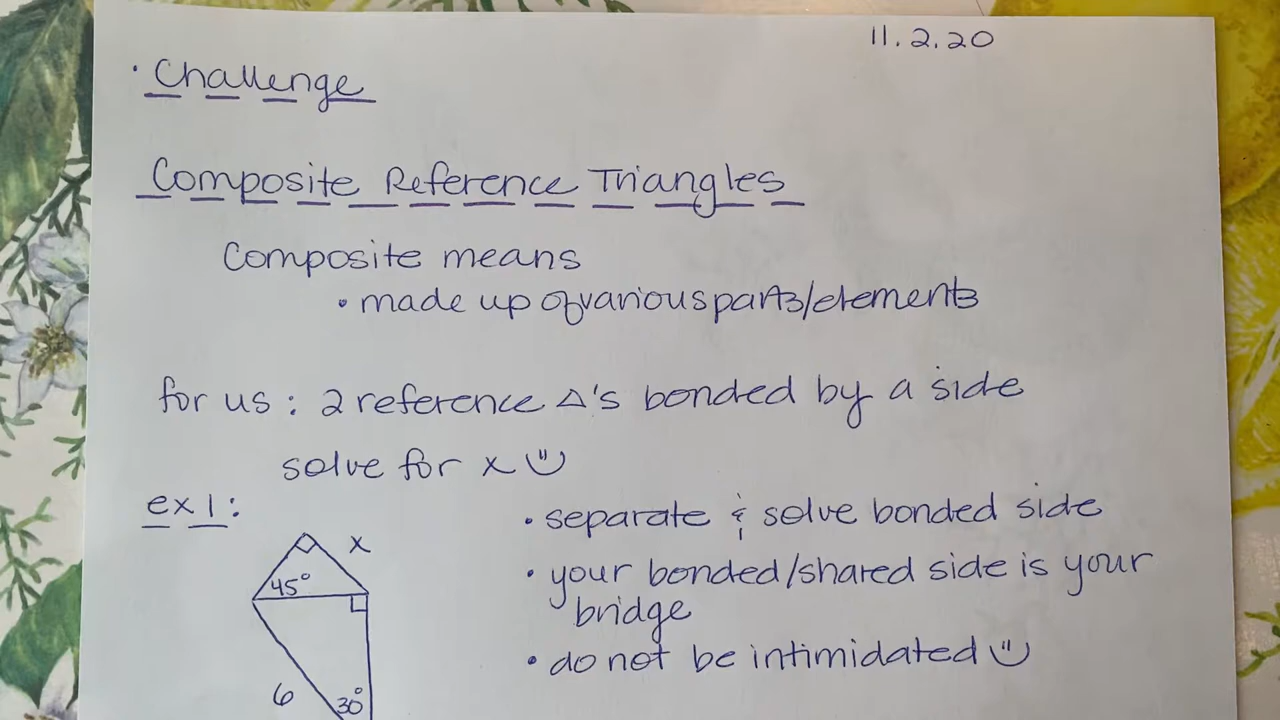 11.2.20
· Challenge
Composite Reference Triangles
Composite means
• made up of various parts/elements
for us : 2 reference △'s bonded by a side
solve for x
ex 1 :
• separate & solve bonded side
• your bonded/shared side is your
bridge
• do not be intimidated
x
45°
6
30°